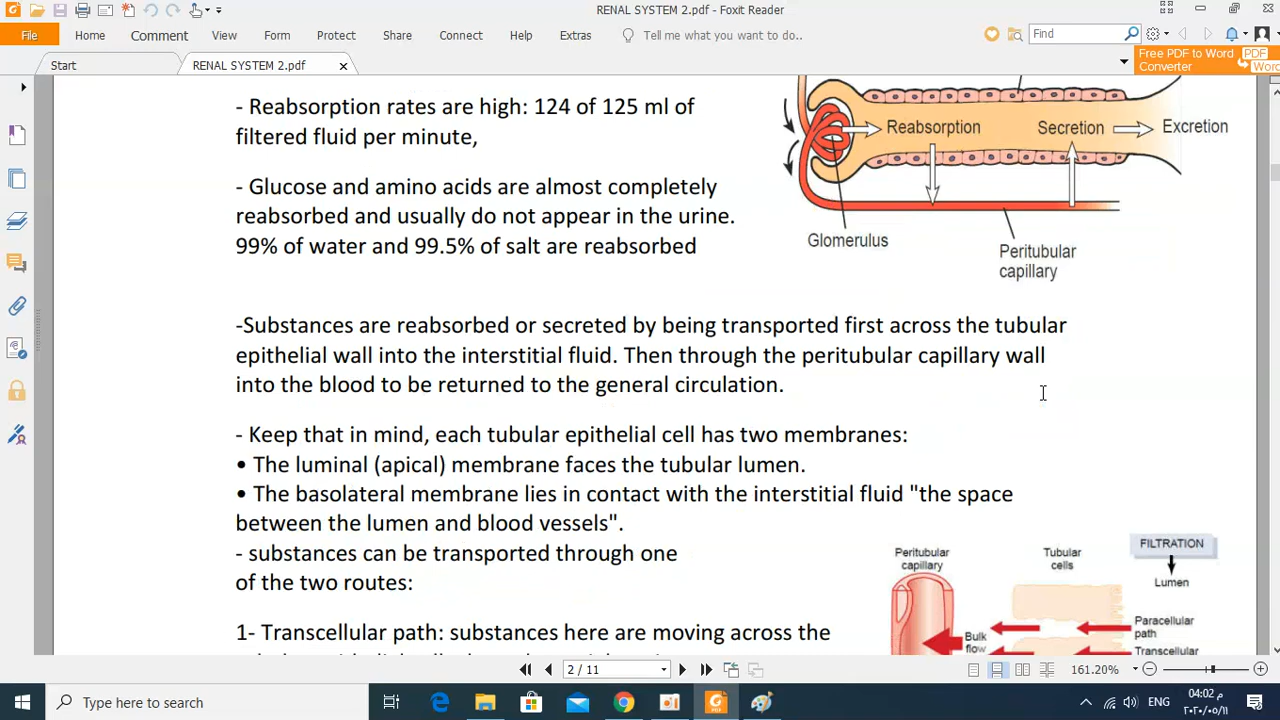 RENAL SYSTEM 2.pdf - Foxit Reader
File Home Comment View Form Protect Share Connect Help Extras Tell me what you want to do.. Find
Start RENAL SYSTEM 2.pdf
Free PDF to Word PDF
Converter Word
- Reabsorption rates are high: 124 of 125 ml of
filtered fluid per minute,
- Glucose and amino acids are almost completely
reabsorbed and usually do not appear in the urine.
99% of water and 99.5% of salt are reabsorbed
Reabsorption Secretion Excretion
Glomerulus
Peritubular
capillary
-Substances are reabsorbed or secreted by being transported first across the tubular
epithelial wall into the interstitial fluid. Then through the peritubular capillary wall
into the blood to be returned to the general circulation.
- Keep that in mind, each tubular epithelial cell has two membranes:
• The luminal (apical) membrane faces the tubular lumen.
• The basolateral membrane lies in contact with the interstitial fluid "the space
between the lumen and blood vessels".
- substances can be transported through one
of the two routes:
1- Transcellular path: substances here are moving across the
Peritubular
capillary
Tubular
cells
FILTRATION
Lumen
Paracellular
path
Transcellular
Bulk
flow
2 / 11
161.20%
Type here to search
ENG
04:02 م
٢٠٢٠/٠٥/١١